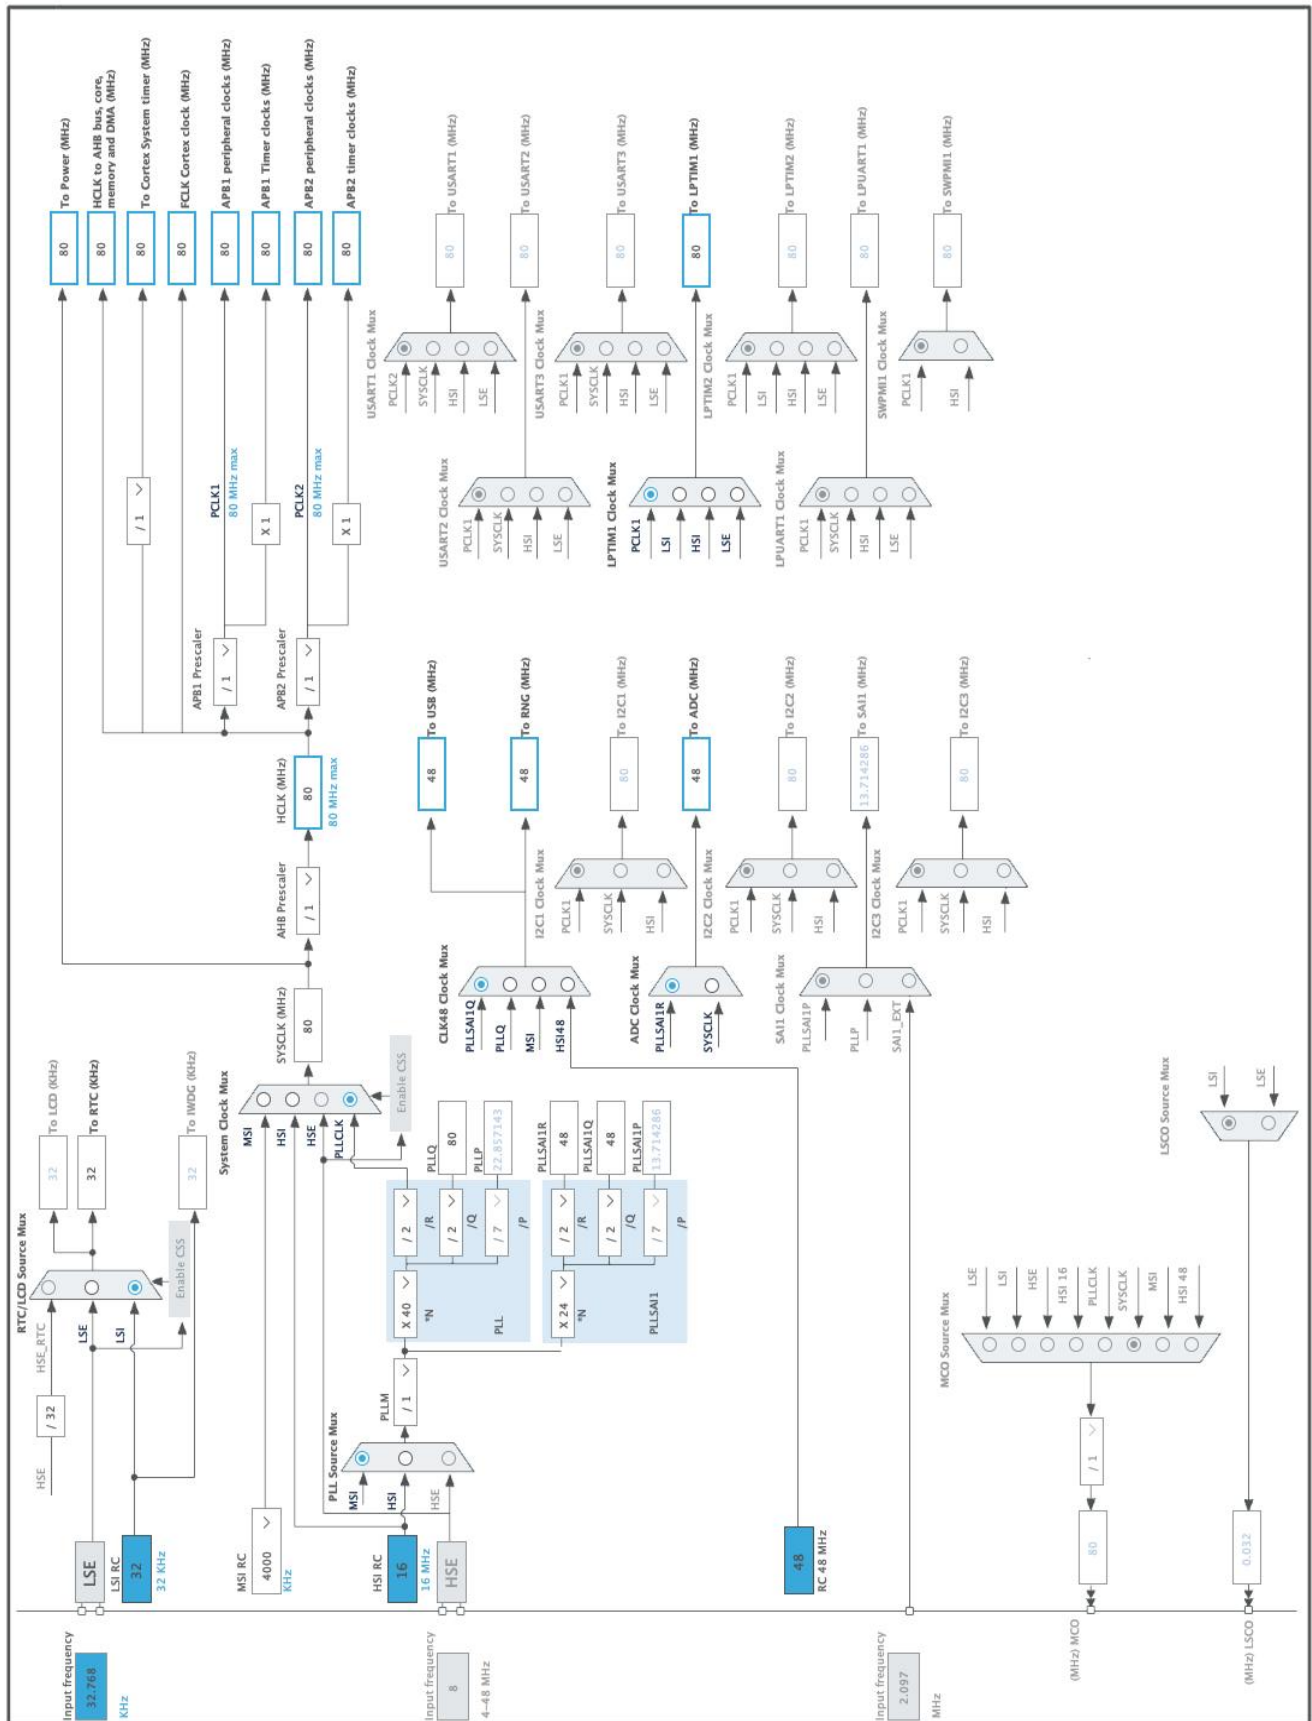 Input frequency
32.768
KHz
LSE
LSI RC
32
32 KHz
HSE
/ 32
HSE_RTC
LSE
LSI
RTC/LCD Source Mux
Enable CSS
32
To LCD (KHz)
32
To RTC (KHz)
32
To IWDG (KHz)
MSI RC
4000
KHz
HSI RC
16
16 MHz
HSE
Input frequency
8
4-48 MHz
PLL Source Mux
MSI
HSI
HSE
PLLM
/ 1
X 40
*N
PLL
/ 2
/R
/ 2
/Q
/ 7
/P
PLLQ
80
PLLP
22.857143
X 24
*N
PLLSAI1
/ 2
/R
/ 2
/Q
/ 7
/P
PLLSAI1R
48
PLLSAI1Q
48
PLLSAI1P
13.714286
System Clock Mux
MSI
HSI
HSE
PLLCLK
Enable CSS
SYSCLK (MHz)
80
AHB Prescaler
/ 1
HCLK (MHz)
80
80 MHz max
APB1 Prescaler
/ 1
APB2 Prescaler
/ 1
/ 1
PCLK1
80 MHz max
X 1
PCLK2
80 MHz max
X 1
80
To Power (MHz)
80
HCLK to AHB bus, core,
memory and DMA (MHz)
80
To Cortex System timer (MHz)
80
FCLK Cortex clock (MHz)
80
APB1 peripheral clocks (MHz)
80
APB1 Timer clocks (MHz)
80
APB2 peripheral clocks (MHz)
80
APB2 timer clocks (MHz)
48
RC 48 MHz
CLK48 Clock Mux
PLLSAI1Q
PLLQ
MSI
HSI48
48
To USB (MHz)
48
To RNG (MHz)
I2C1 Clock Mux
PCLK1
SYSCLK
HSI
80
To I2C1 (MHz)
ADC Clock Mux
PLLSAI1R
SYSCLK
48
To ADC (MHz)
I2C2 Clock Mux
PCLK1
SYSCLK
HSI
80
To I2C2 (MHz)
SAI1 Clock Mux
PLLSAI1P
PLLP
SAI1_EXT
13.714286
To SAI1 (MHz)
I2C3 Clock Mux
PCLK1
SYSCLK
HSI
80
To I2C3 (MHz)
USART1 Clock Mux
PCLK2
SYSCLK
HSI
LSE
80
To USART1 (MHz)
USART2 Clock Mux
PCLK1
SYSCLK
HSI
LSE
80
To USART2 (MHz)
USART3 Clock Mux
PCLK1
SYSCLK
HSI
LSE
80
To USART3 (MHz)
LPTIM1 Clock Mux
PCLK1
LSI
HSI
LSE
80
To LPTIM1 (MHz)
LPTIM2 Clock Mux
PCLK1
LSI
HSI
LSE
80
To LPTIM2 (MHz)
LPUART1 Clock Mux
PCLK1
SYSCLK
HSI
LSE
80
To LPUART1 (MHz)
SWPMI1 Clock Mux
PCLK1
HSI
80
To SWPMI1 (MHz)
Input frequency
2.097
MHz
MCO Source Mux
LSE
LSI
HSE
HSI 16
PLLCLK
SYSCLK
MSI
HSI 48
/ 1
80
(MHz) MCO
LSCO Source Mux
LSI
LSE
0.032
(MHz) LSCO